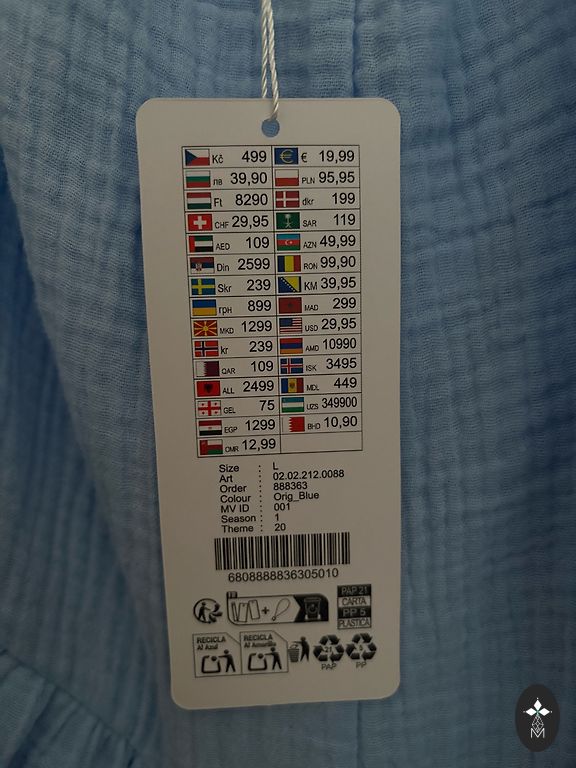 Kč 499 € 19,99
лв 39,90 PLN 95,95
Ft 8290 dkr 199
CHF 29,95 SAR 119
AED 109 AZN 49,99
Din 2599 RON 99,90
Skr 239 KM 39,95
грн 899 MAD 299
MKD 1299 USD 29,95
kr 239 AMD 10990
QAR 109 ISK 3495
ALL 2499 MDL 449
GEL 75 UZS 349900
EGP 1299 BHD 10,90
OMR 12,99
Size : L
Art : 02.02.212.0088
Order : 888363
Colour : Orig_Blue
MV ID : 001
Season : 1
Theme : 20
6808888836305010
PAP 21
CARTA
PP 5
PLASTICA
RECICLA
Al Azul
RECICLA
Al Amarillo
21
PAP
5
PP
M